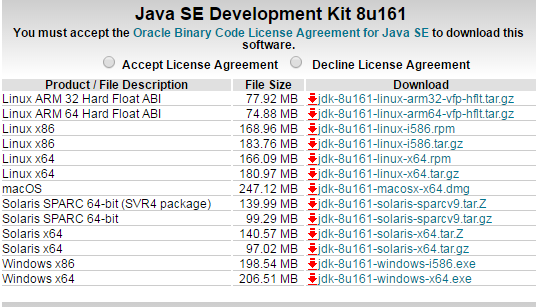 Java SE Development Kit 8u161
You must accept the Oracle Binary Code License Agreement for Java SE to download this
software.
Accept License Agreement Decline License Agreement
Product / File Description File Size Download
Linux ARM 32 Hard Float ABI 77.92 MB jdk-8u161-linux-arm32-vfp-hflt.tar.gz
Linux ARM 64 Hard Float ABI 74.88 MB jdk-8u161-linux-arm64-vfp-hflt.tar.gz
Linux x86 168.96 MB jdk-8u161-linux-i586.rpm
Linux x86 183.76 MB jdk-8u161-linux-i586.tar.gz
Linux x64 166.09 MB jdk-8u161-linux-x64.rpm
Linux x64 180.97 MB jdk-8u161-linux-x64.tar.gz
macOS 247.12 MB jdk-8u161-macosx-x64.dmg
Solaris SPARC 64-bit (SVR4 package) 139.99 MB jdk-8u161-solaris-sparcv9.tar.Z
Solaris SPARC 64-bit 99.29 MB jdk-8u161-solaris-sparcv9.tar.gz
Solaris x64 140.57 MB jdk-8u161-solaris-x64.tar.Z
Solaris x64 97.02 MB jdk-8u161-solaris-x64.tar.gz
Windows x86 198.54 MB jdk-8u161-windows-i586.exe
Windows x64 206.51 MB jdk-8u161-windows-x64.exe